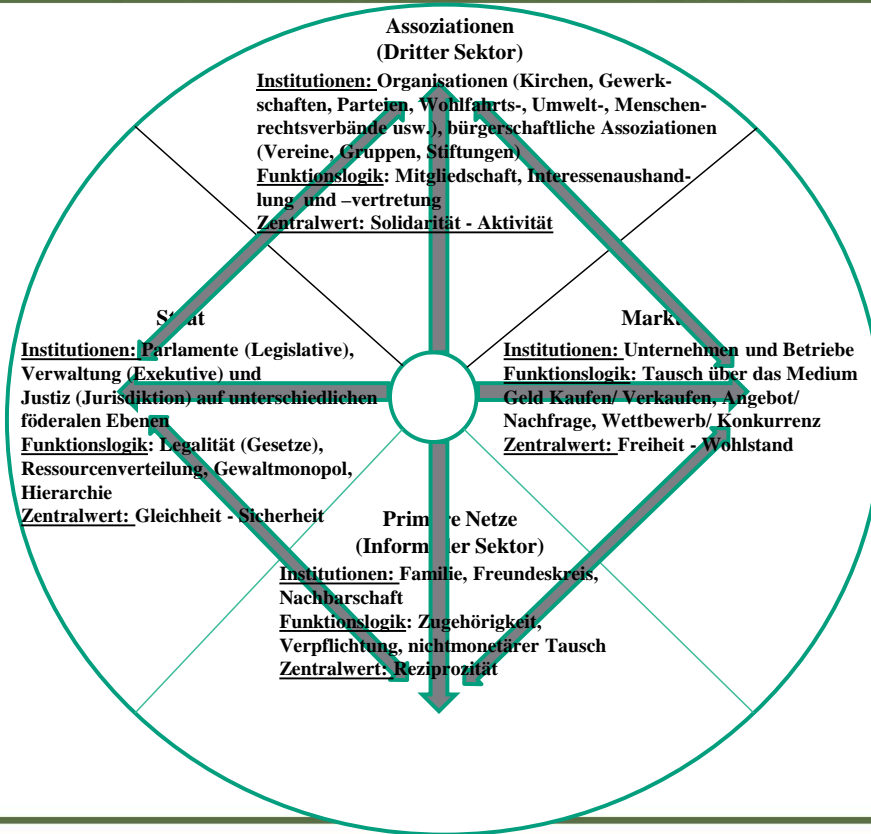 Assoziationen
(Dritter Sektor)
Institutionen: Organisationen (Kirchen, Gewerk-
schaften, Parteien, Wohlfahrts-, Umwelt-, Menschen-
rechtsverbände usw.), bürgerschaftliche Assoziationen
(Vereine, Gruppen, Stiftungen)
Funktionslogik: Mitgliedschaft, Interessenaushand-
lung und –vertretung
Zentralwert: Solidarität - Aktivität
Staat
Institutionen: Parlamente (Legislative),
Verwaltung (Exekutive) und
Justiz (Jurisdiktion) auf unterschiedlichen
föderalen Ebenen
Funktionslogik: Legalität (Gesetze),
Ressourcenverteilung, Gewaltmonopol,
Hierarchie
Zentralwert: Gleichheit - Sicherheit
Markt
Institutionen: Unternehmen und Betriebe
Funktionslogik: Tausch über das Medium
Geld Kaufen/ Verkaufen, Angebot/
Nachfrage, Wettbewerb/ Konkurrenz
Zentralwert: Freiheit - Wohlstand
Primäre Netze
(Informeller Sektor)
Institutionen: Familie, Freundeskreis,
Nachbarschaft
Funktionslogik: Zugehörigkeit,
Verpflichtung, nichtmonetärer Tausch
Zentralwert: Reziprozität